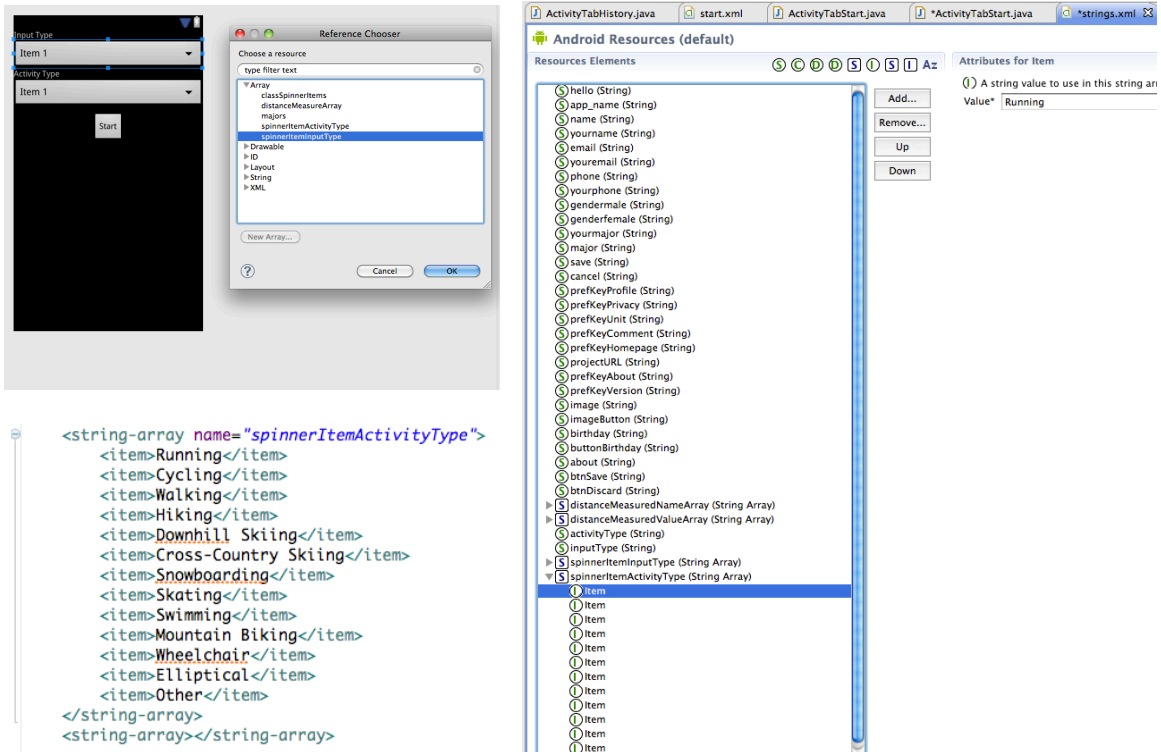 Input Type
Item 1
Activity Type
Item 1
Start
Reference Chooser
Choose a resource
type filter text
Array
classSpinnerItems
distanceMeasureArray
majors
spinnerItemActivityType
spinnerItemInputType
Drawable
ID
Layout
String
XML
New Array...
?
Cancel
OK
<string-array name="spinnerItemActivityType">
<item>Running</item>
<item>Cycling</item>
<item>Walking</item>
<item>Hiking</item>
<item>Downhill Skiing</item>
<item>Cross-Country Skiing</item>
<item>Snowboarding</item>
<item>Skating</item>
<item>Swimming</item>
<item>Mountain Biking</item>
<item>Wheelchair</item>
<item>Elliptical</item>
<item>Other</item>
</string-array>
<string-array></string-array>
J ActivityTabHistory.java d start.xml J ActivityTabStart.java J *ActivityTabStart.java d *strings.xml
Android Resources (default)
Resources Elements S C D D S I S I Az
S hello (String)
S app_name (String)
S name (String)
S yourname (String)
S email (String)
S youremail (String)
S phone (String)
S yourphone (String)
S gendermale (String)
S genderfemale (String)
S yourmajor (String)
S major (String)
S save (String)
S cancel (String)
S prefKeyProfile (String)
S prefKeyPrivacy (String)
S prefKeyUnit (String)
S prefKeyComment (String)
S prefKeyHomepage (String)
S projectURL (String)
S prefKeyAbout (String)
S prefKeyVersion (String)
S image (String)
S imageButton (String)
S birthday (String)
S buttonBirthday (String)
S about (String)
S btnSave (String)
S btnDiscard (String)
S distanceMeasuredNameArray (String Array)
S distanceMeasuredValueArray (String Array)
S activityType (String)
S inputType (String)
S spinnerItemInputType (String Array)
S spinnerItemActivityType (String Array)
I Item
I Item
I Item
I Item
I Item
I Item
I Item
I Item
I Item
I Item
I Item
I Item
Add...
Remove...
Up
Down
Attributes for Item
I A string value to use in this string arr
Value* Running